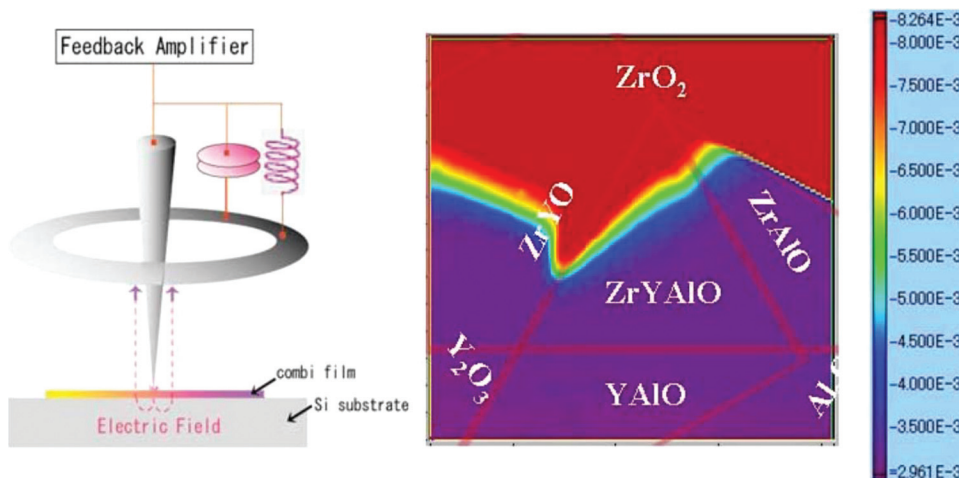 Feedback Amplifier
combi film
Si substrate
Electric Field
ZrO₂
ZrYO
ZrAlO
ZrYAlO
Y₂O₃
YAlO
-8.264E-3
-8.000E-3
-7.500E-3
-7.000E-3
-6.500E-3
-6.000E-3
-5.500E-3
-5.000E-3
-4.500E-3
-4.000E-3
-3.500E-3
=2.961E-3